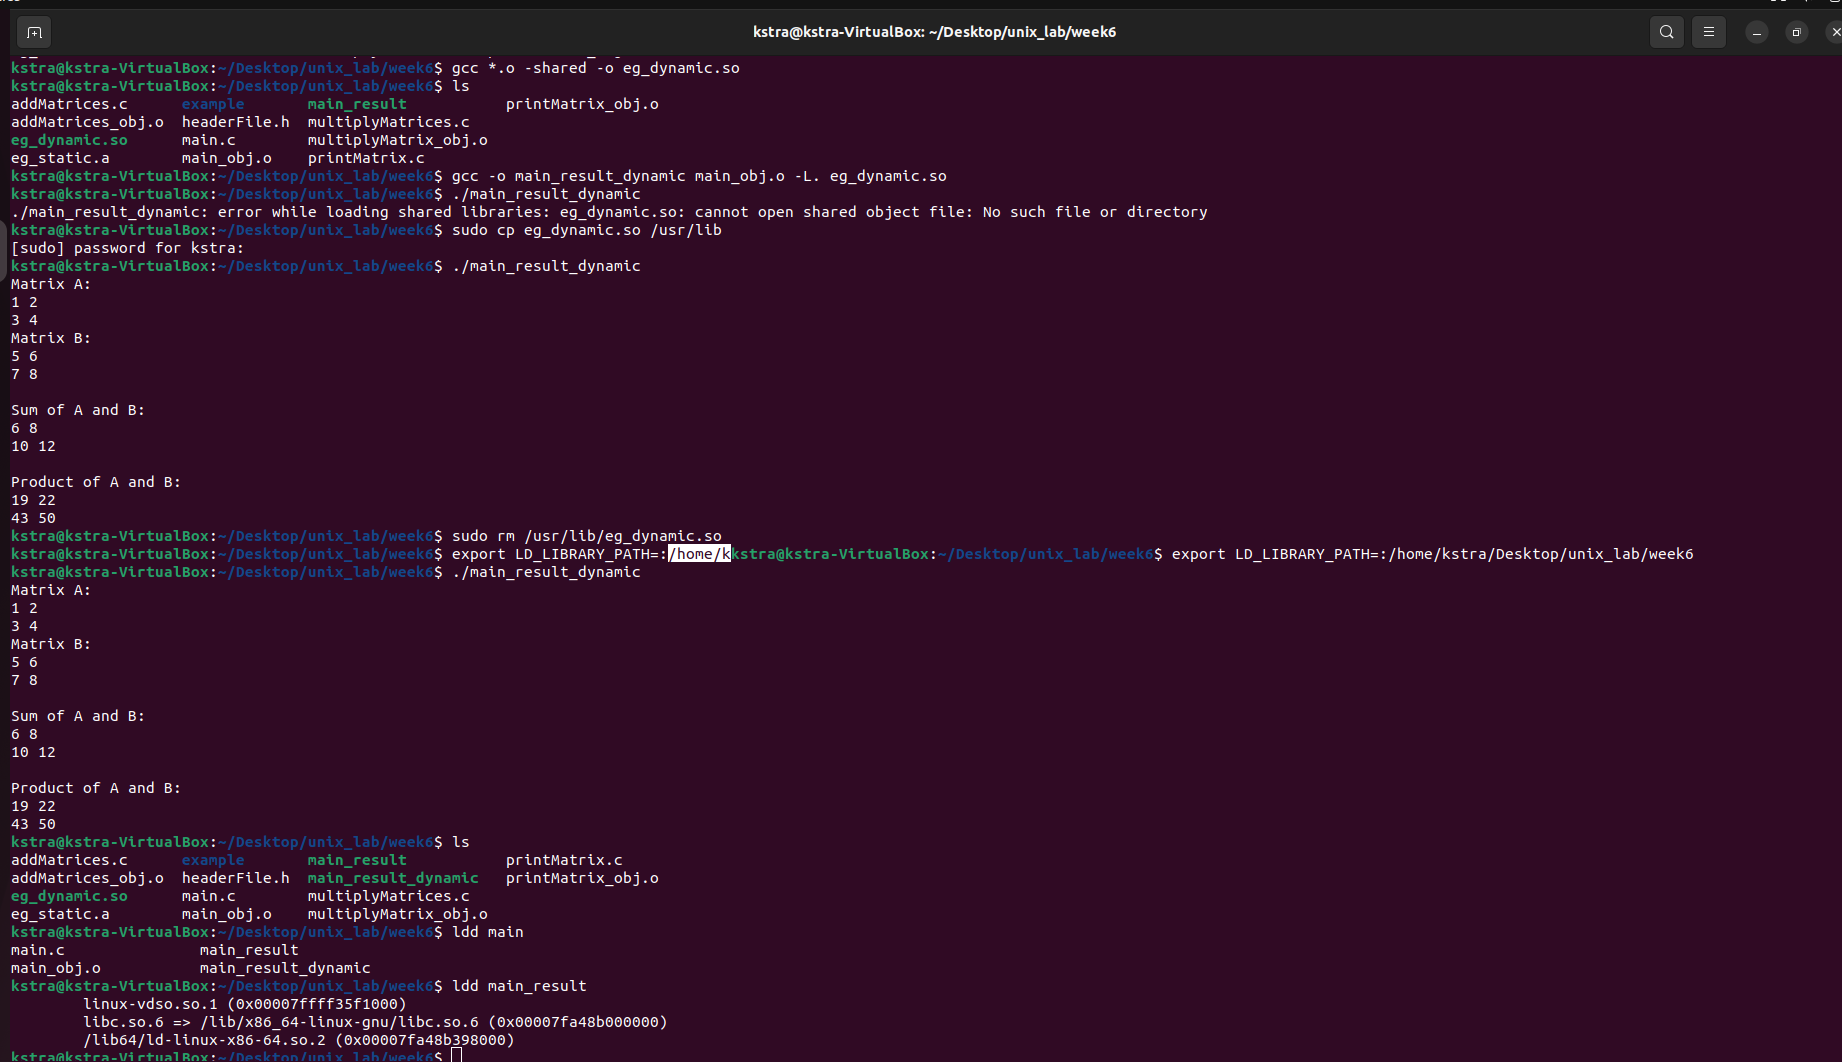 kstra@kstra-VirtualBox: ~/Desktop/unix_lab/week6
kstra@kstra-VirtualBox:~/Desktop/unix_lab/week6$ gcc *.o -shared -o eg_dynamic.so
kstra@kstra-VirtualBox:~/Desktop/unix_lab/week6$ ls
addMatrices.c      example       main_result           printMatrix_obj.o
addMatrices_obj.o  headerFile.h  multiplyMatrices.c
eg_dynamic.so      main.c        multiplyMatrix_obj.o
eg_static.a        main_obj.o    printMatrix.c
kstra@kstra-VirtualBox:~/Desktop/unix_lab/week6$ gcc -o main_result_dynamic main_obj.o -L. eg_dynamic.so
kstra@kstra-VirtualBox:~/Desktop/unix_lab/week6$ ./main_result_dynamic
./main_result_dynamic: error while loading shared libraries: eg_dynamic.so: cannot open shared object file: No such file or directory
kstra@kstra-VirtualBox:~/Desktop/unix_lab/week6$ sudo cp eg_dynamic.so /usr/lib
[sudo] password for kstra:
kstra@kstra-VirtualBox:~/Desktop/unix_lab/week6$ ./main_result_dynamic
Matrix A:
1 2
3 4
Matrix B:
5 6
7 8
Sum of A and B:
6 8
10 12
Product of A and B:
19 22
43 50
kstra@kstra-VirtualBox:~/Desktop/unix_lab/week6$ sudo rm /usr/lib/eg_dynamic.so
kstra@kstra-VirtualBox:~/Desktop/unix_lab/week6$ export LD_LIBRARY_PATH=:/home/kkstra@kstra-VirtualBox:~/Desktop/unix_lab/week6$ export LD_LIBRARY_PATH=:/home/kstra/Desktop/unix_lab/week6
kstra@kstra-VirtualBox:~/Desktop/unix_lab/week6$ ./main_result_dynamic
Matrix A:
1 2
3 4
Matrix B:
5 6
7 8
Sum of A and B:
6 8
10 12
Product of A and B:
19 22
43 50
kstra@kstra-VirtualBox:~/Desktop/unix_lab/week6$ ls
addMatrices.c      example       main_result           printMatrix.c
addMatrices_obj.o  headerFile.h  main_result_dynamic   printMatrix_obj.o
eg_dynamic.so      main.c        multiplyMatrices.c
eg_static.a        main_obj.o    multiplyMatrix_obj.o
kstra@kstra-VirtualBox:~/Desktop/unix_lab/week6$ ldd main
main.c               main_result
main_obj.o           main_result_dynamic
kstra@kstra-VirtualBox:~/Desktop/unix_lab/week6$ ldd main_result
linux-vdso.so.1 (0x00007ffff35f1000)
libc.so.6 => /lib/x86_64-linux-gnu/libc.so.6 (0x00007fa48b000000)
/lib64/ld-linux-x86-64.so.2 (0x00007fa48b398000)
kstra@kstra-VirtualBox:~/Desktop/unix_lab/week6$